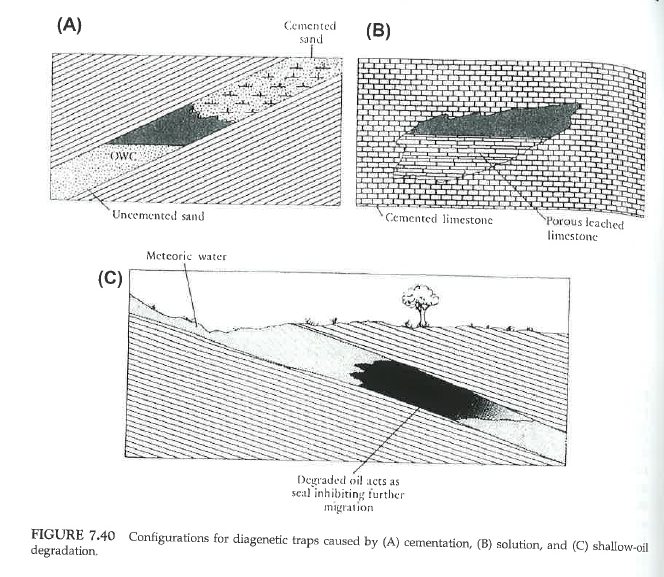 (A)
Cemented
sand
(B)
OWC
Uncemented sand
Cemented limestone
Porous leached
limestone
Meteoric water
(C)
Degraded oil acts as
seal inhibiting further
migration
FIGURE 7.40 Configurations for diagenetic traps caused by (A) cementation, (B) solution, and (C) shallow-oil
degradation.